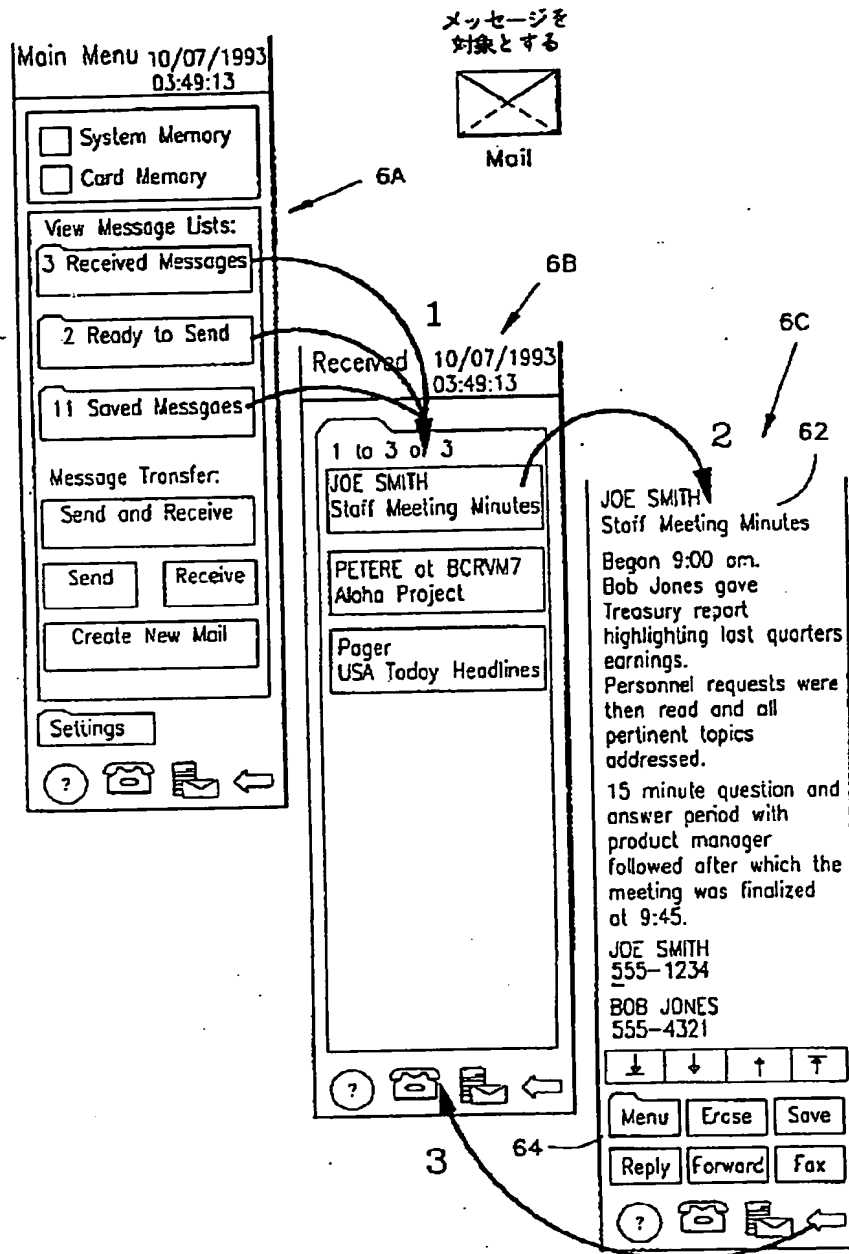 メッセージを
対象とする
Mail
Main Menu 10/07/1993
03:49:13
System Memory
Card Memory
6A
View Message Lists:
3 Received Messages
2 Ready to Send
11 Saved Messgaes
Message Transfer:
Send and Receive
Send Receive
Create New Mail
Settings
?
1
6B
Received 10/07/1993
03:49:13
1 to 3 of 3
JOE SMITH
Staff Meeting Minutes
PETERE at BCRVM7
Aloha Project
Pager
USA Today Headlines
?
2
6C
62
JOE SMITH
Staff Meeting Minutes
Began 9:00 am.
Bob Jones gave
Treasury report
highlighting last quarters
earnings.
Personnel requests were
then read and all
pertinent topics
addressed.
15 minute question and
answer period with
product manager
followed after which the
meeting was finalized
at 9:45.
JOE SMITH
555-1234
BOB JONES
555-4321
Menu Erase Save
64
Reply Forward Fax
?
3